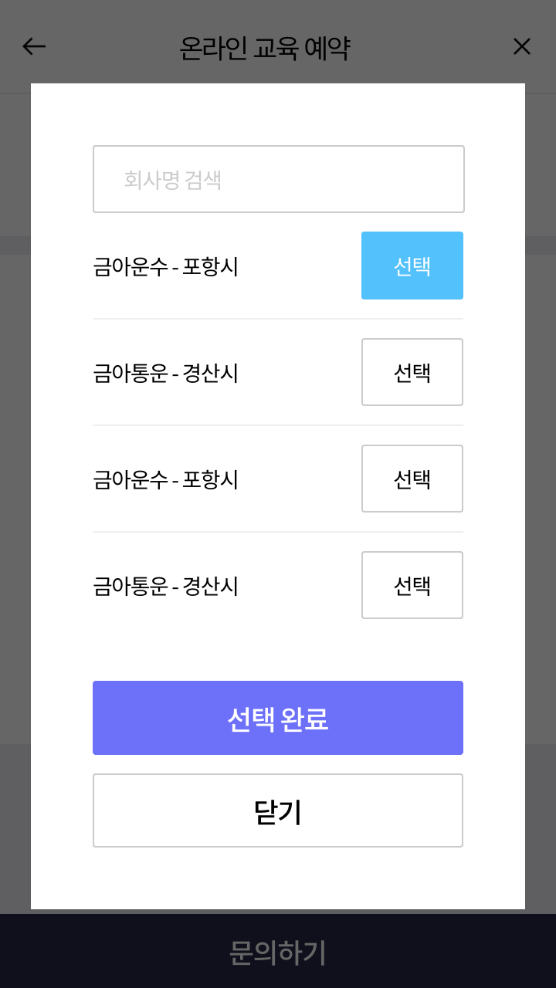 온라인 교육 예약
회사명 검색
금아운수 - 포항시 선택
금아통운 - 경산시 선택
금아운수 - 포항시 선택
금아통운 - 경산시 선택
선택 완료
닫기
문의하기